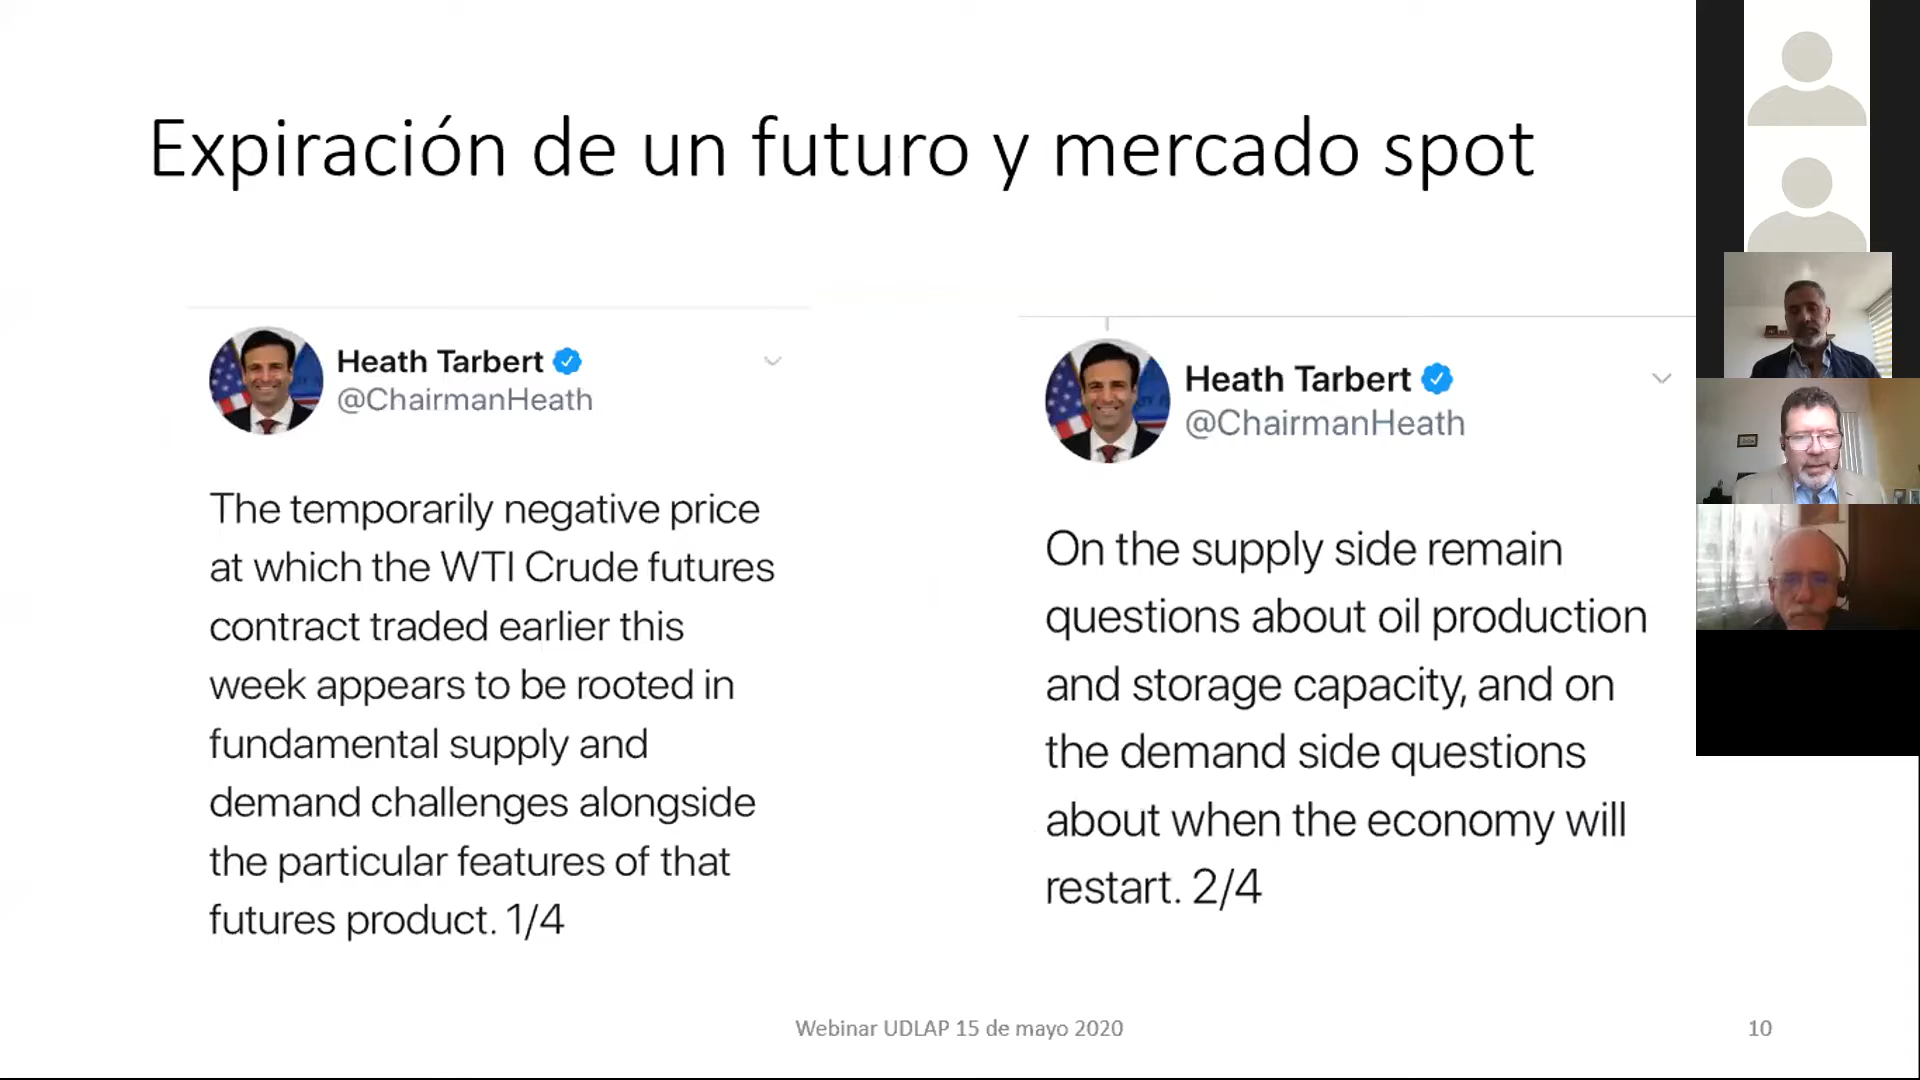 Expiración de un futuro y mercado spot
Heath Tarbert
@ChairmanHeath
The temporarily negative price
at which the WTI Crude futures
contract traded earlier this
week appears to be rooted in
fundamental supply and
demand challenges alongside
the particular features of that
futures product. 1/4
Heath Tarbert
@ChairmanHeath
On the supply side remain
questions about oil production
and storage capacity, and on
the demand side questions
about when the economy will
restart. 2/4
Webinar UDLAP 15 de mayo 2020
10